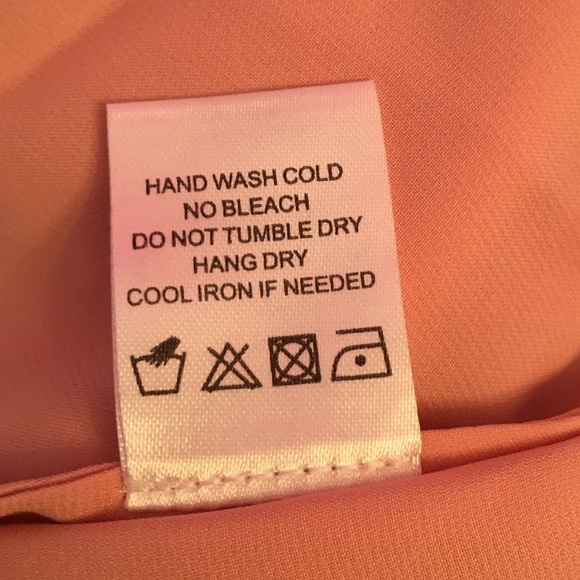 HAND WASH COLD
NO BLEACH
DO NOT TUMBLE DRY
HANG DRY
COOL IRON IF NEEDED